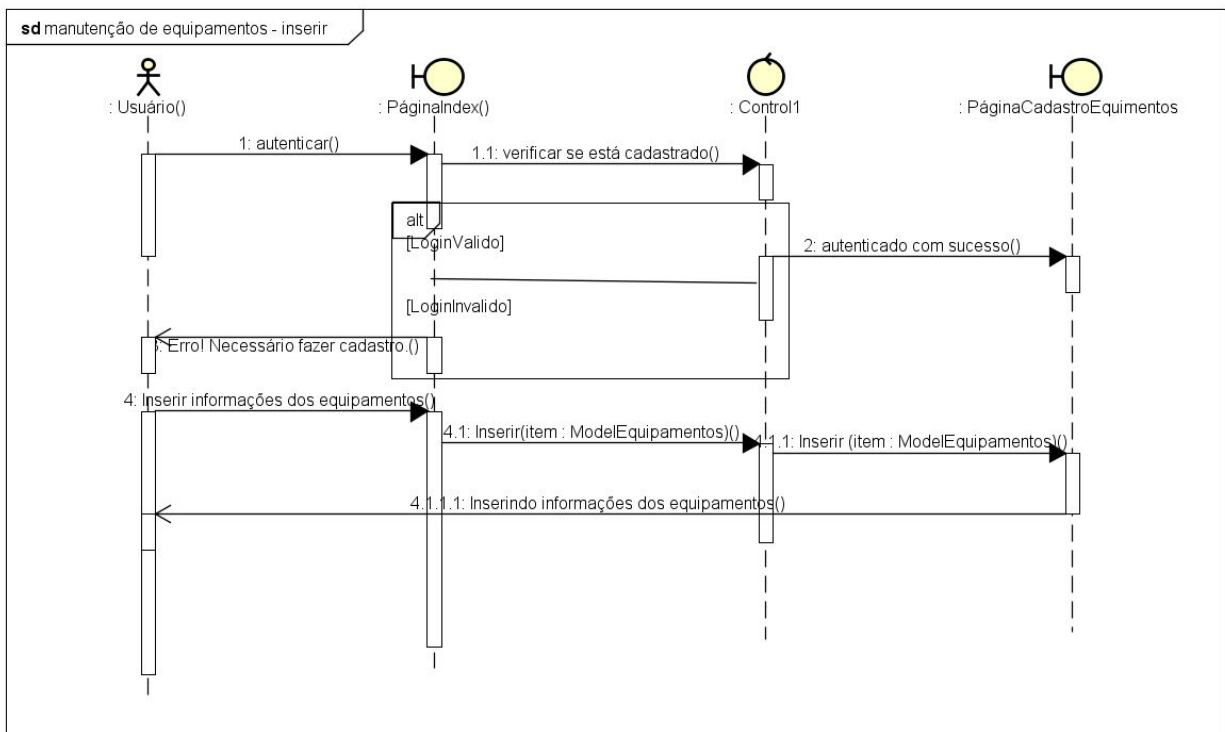 sd manutenção de equipamentos - inserir
: Usuário()
: PáginaIndex()
: Control1
: PáginaCadastroEquimentos
1: autenticar()
1.1: verificar se está cadastrado()
alt
[LoginValido]
2: autenticado com sucesso()
[LoginInvalido]
3: Erro! Necessário fazer cadastro.()
4: Inserir informações dos equipamentos()
4.1: Inserir(item : ModelEquipamentos)()
4.1.1: Inserir (item : ModelEquipamentos)()
4.1.1.1: Inserindo informações dos equipamentos()